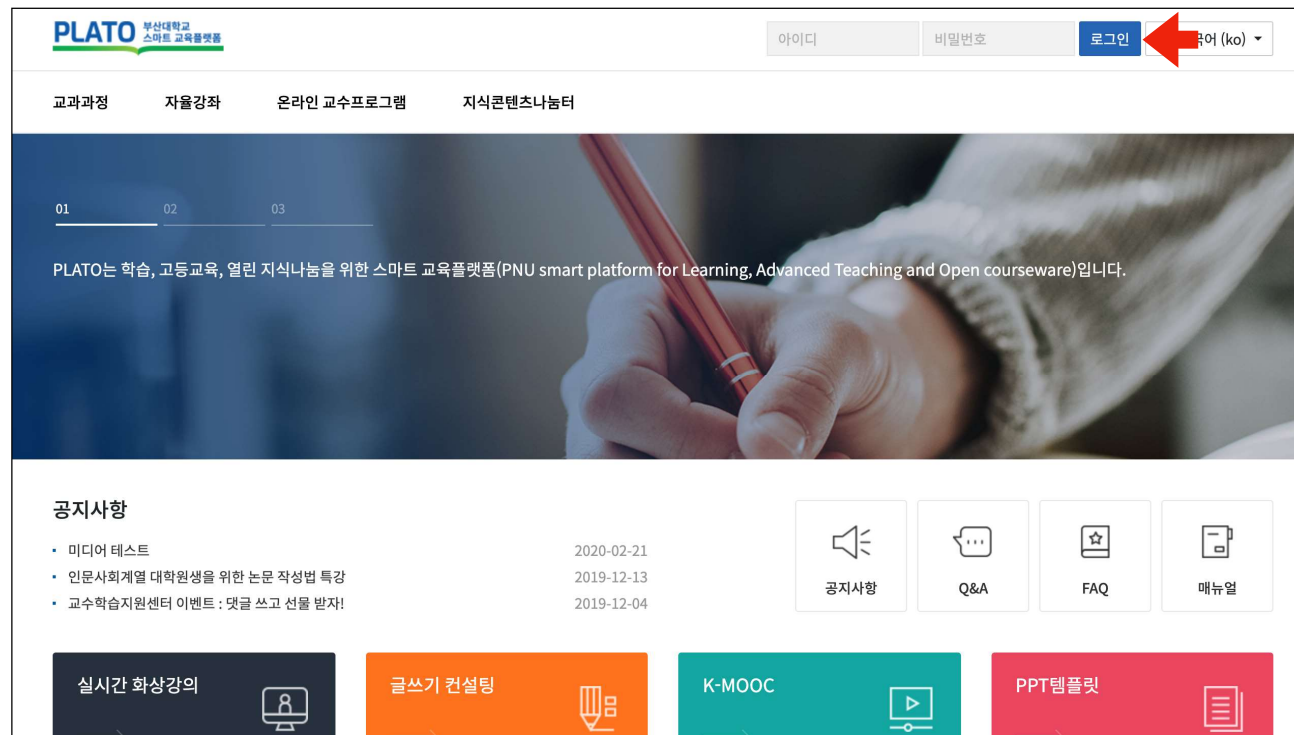 PLATO 부산대학교
스마트 교육플랫폼
아이디 비밀번호 로그인 어 (ko)
교과과정 자율강좌 온라인 교수프로그램 지식콘텐츠나눔터
01 02 03
PLATO는 학습, 고등교육, 열린 지식나눔을 위한 스마트 교육플랫폼(PNU smart platform for Learning, Advanced Teaching and Open courseware)입니다.
공지사항
미디어 테스트 2020-02-21
인문사회계열 대학원생을 위한 논문 작성법 특강 2019-12-13
교수학습지원센터 이벤트 : 댓글 쓰고 선물 받자! 2019-12-04
공지사항 Q&A FAQ 매뉴얼
실시간 화상강의 글쓰기 컨설팅 K-MOOC PPT템플릿